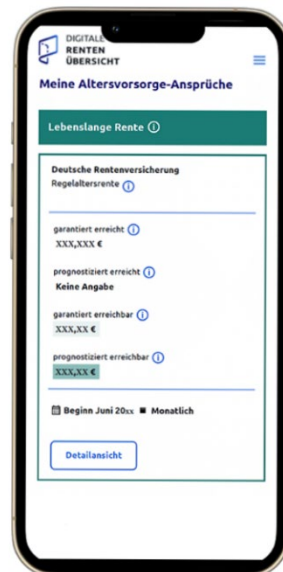 DIGITALE
RENTEN
ÜBERSICHT
Meine Altersvorsorge-Ansprüche
Lebenslange Rente
Deutsche Rentenversicherung
Regelaltersrente
garantiert erreicht
XXX,XXX €
prognostiziert erreicht
Keine Angabe
garantiert erreichbar
XXX,XX €
prognostiziert erreichbar
XXX,XX €
Beginn Juni 20xx ■ Monatlich
Detailansicht